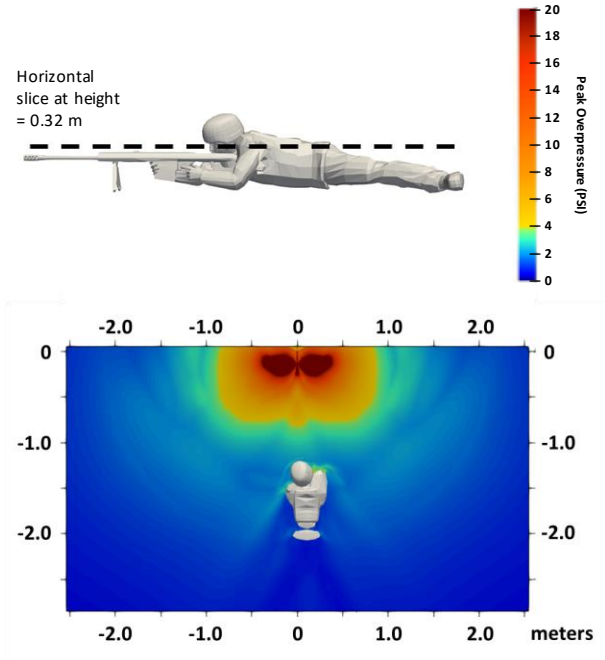 Horizontal
slice at height
= 0.32 m
20
18
16
14
12
10
8
6
4
2
0
Peak Overpressure (PSI)
-2.0 -1.0 0 1.0 2.0
0 0
-1.0 -1.0
-2.0 -2.0
-2.0 -1.0 0 1.0 2.0 meters